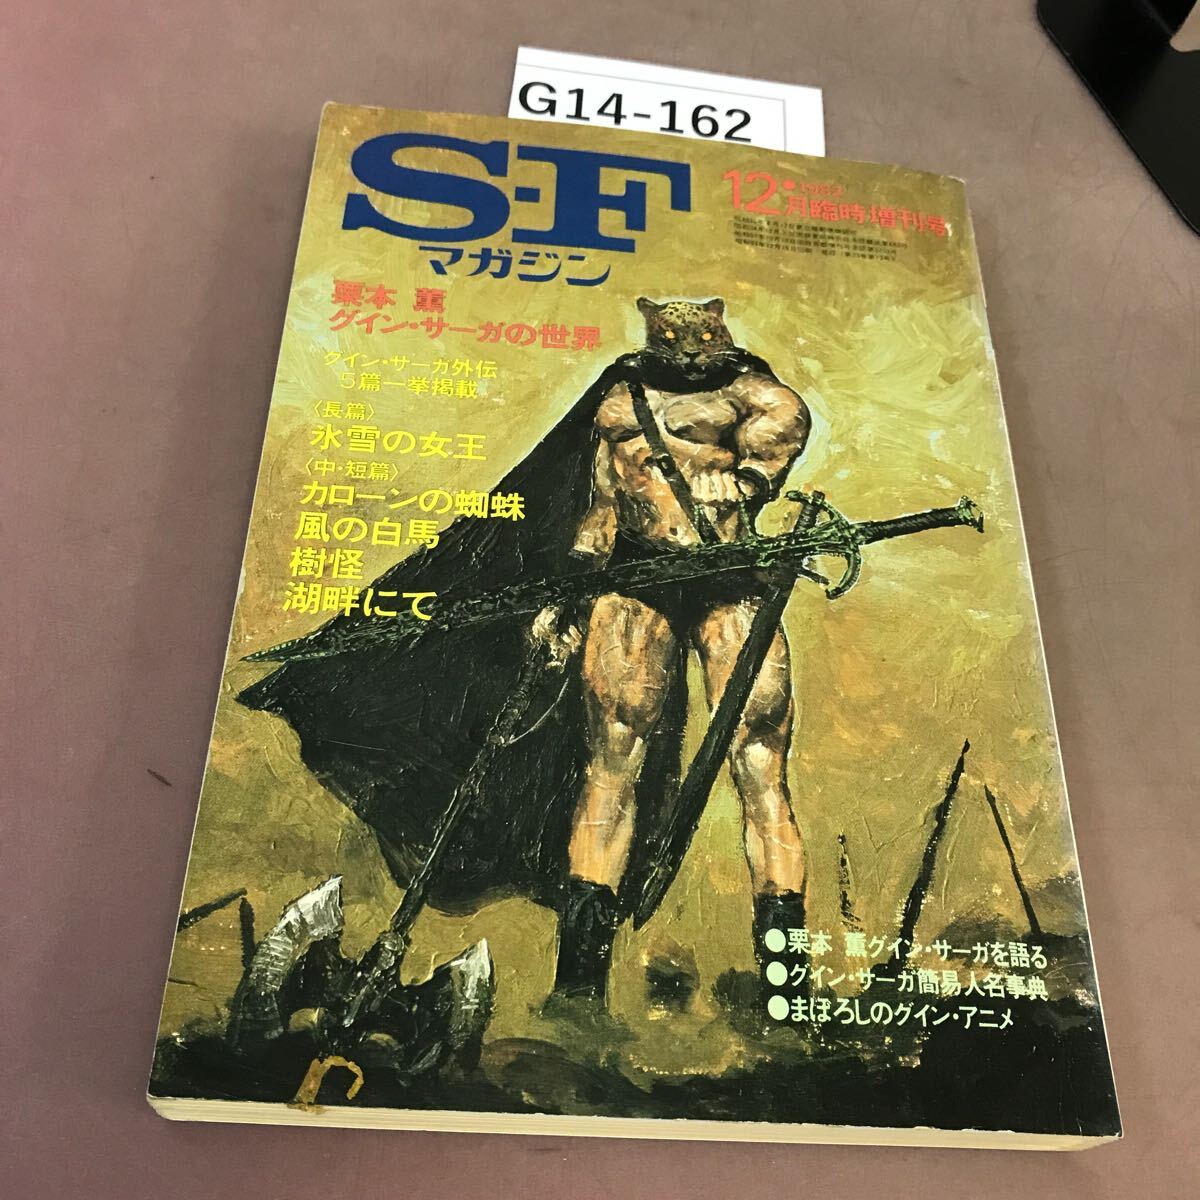 G14-162
S-F
マガジン
1982
12月臨時増刊号
栗本 薫
グイン・サーガの世界
グイン・サーガ外伝
5篇一挙掲載
〈長篇〉
氷雪の女王
〈中・短篇〉
カローンの蜘蛛
風の白馬
樹怪
湖畔にて
●栗本 薫グイン・サーガを語る
●グイン・サーガ簡易人名事典
●まぼろしのグイン・アニメ